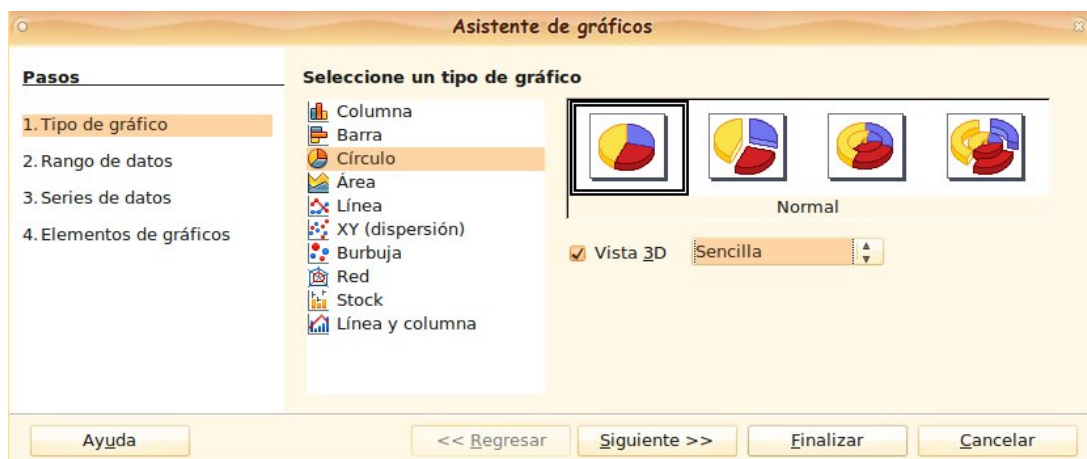 Asistente de gráficos
Pasos
1. Tipo de gráfico
2. Rango de datos
3. Series de datos
4. Elementos de gráficos
Seleccione un tipo de gráfico
Columna
Barra
Círculo
Área
Línea
XY (dispersión)
Burbuja
Red
Stock
Línea y columna
Normal
Vista 3D
Sencilla
Ayuda
<< Regresar
Siguiente >>
Finalizar
Cancelar